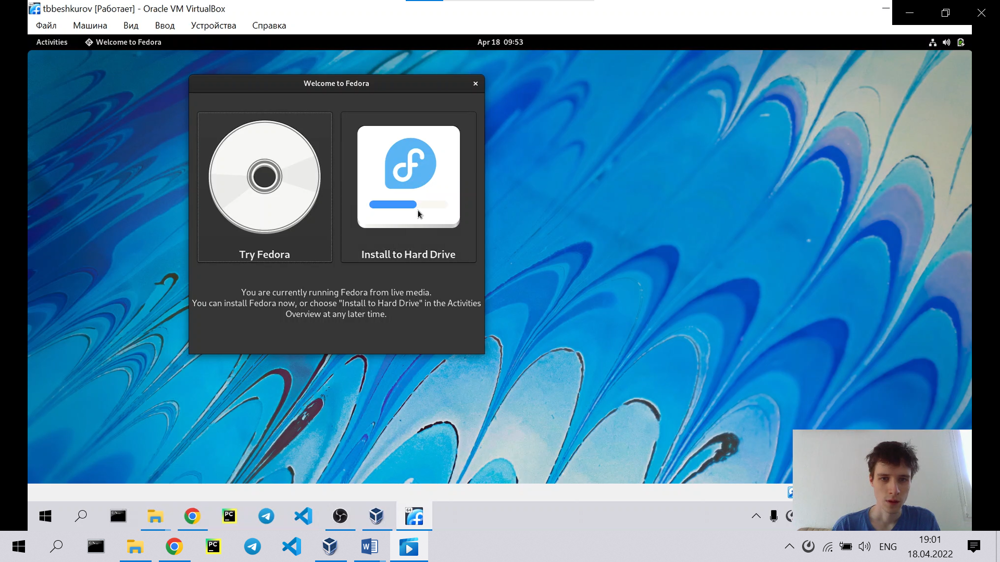 tbbeshkurov [Работает] - Oracle VM VirtualBox
Файл Машина Вид Ввод Устройства Справка
Activities Welcome to Fedora Apr 18 09:53
Welcome to Fedora
Try Fedora Install to Hard Drive
You are currently running Fedora from live media.
You can install Fedora now, or choose "Install to Hard Drive" in the Activities
Overview at any later time.
PC 64
PC ENG 19:01
18.04.2022